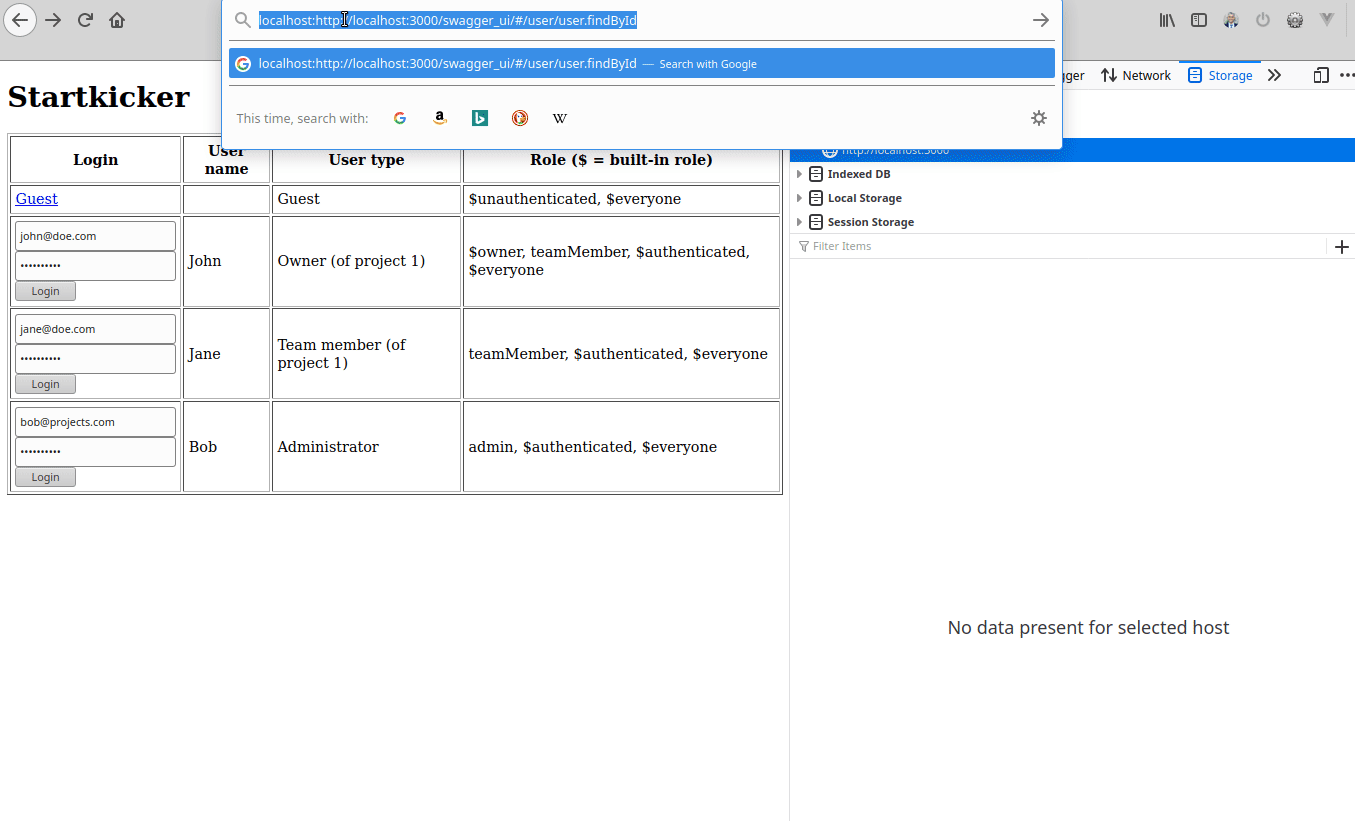 localhost:http://localhost:3000/swagger_ui/#/user/user.findById
localhost:http://localhost:3000/swagger_ui/#/user/user.findById — Search with Google
This time, search with:
Network
Storage
Startkicker
Login
User name
User type
Role ($ = built-in role)
Guest
Guest
$unauthenticated, $everyone
john@doe.com
••••••••••
Login
John
Owner (of project 1)
$owner, teamMember, $authenticated,
$everyone
jane@doe.com
••••••••••
Login
Jane
Team member (of
project 1)
teamMember, $authenticated, $everyone
bob@projects.com
••••••••••
Login
Bob
Administrator
admin, $authenticated, $everyone
http://localhost:3000
Indexed DB
Local Storage
Session Storage
Filter Items
No data present for selected host